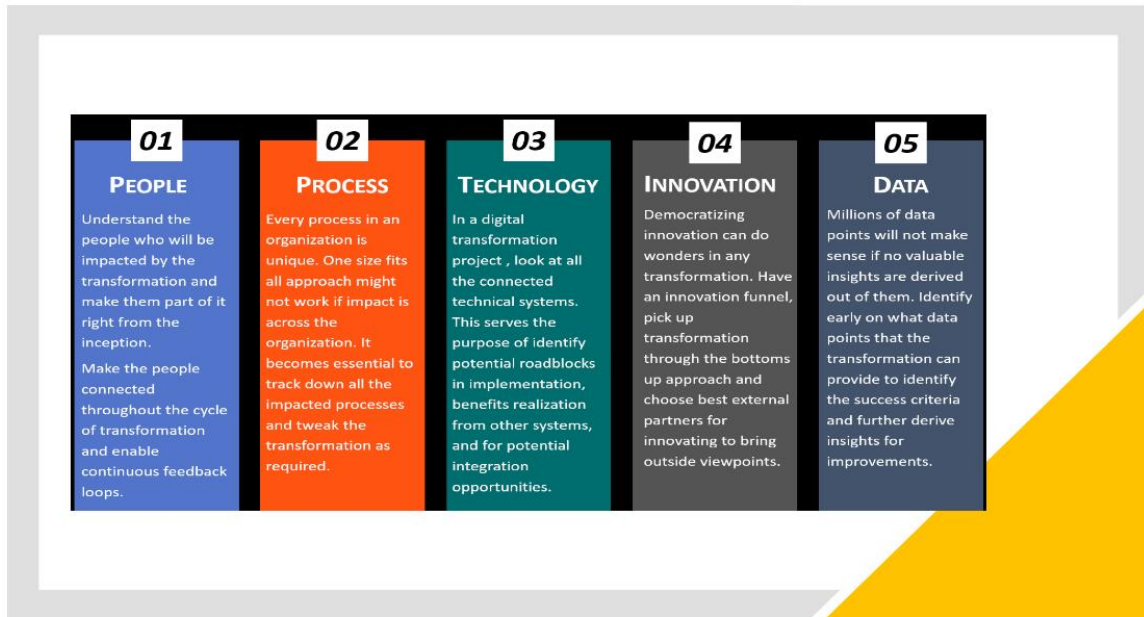 01
PEOPLE
Understand the
people who will be
impacted by the
transformation and
make them part of it
right from the
inception.
Make the people
connected
throughout the cycle
of transformation
and enable
continuous feedback
loops.
02
PROCESS
Every process in an
organization is
unique. One size fits
all approach might
not work if impact is
across the
organization. It
becomes essential to
track down all the
impacted processes
and tweak the
transformation as
required.
03
TECHNOLOGY
In a digital
transformation
project , look at all
the connected
technical systems.
This serves the
purpose of identify
potential roadblocks
in implementation,
benefits realization
from other systems,
and for potential
integration
opportunities.
04
INNOVATION
Democratizing
innovation can do
wonders in any
transformation. Have
an innovation funnel,
pick up
transformation
through the bottoms
up approach and
choose best external
partners for
innovating to bring
outside viewpoints.
05
DATA
Millions of data
points will not make
sense if no valuable
insights are derived
out of them. Identify
early on what data
points that the
transformation can
provide to identify
the success criteria
and further derive
insights for
improvements.